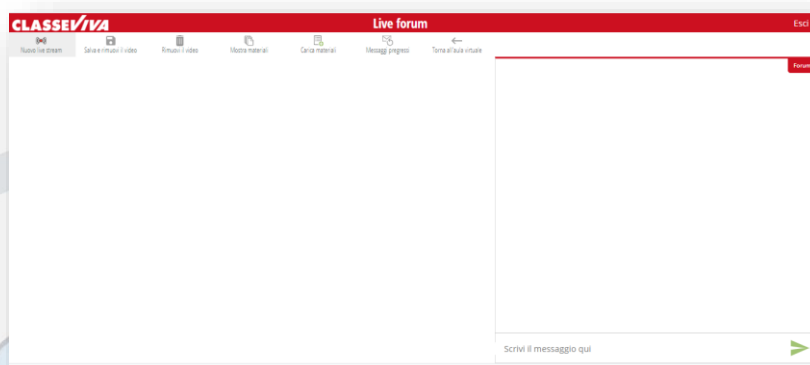 CLASSEVIVA
Live forum
Esci
Nuovo live stream
Salva e rimuovi il video
Rimuovi il video
Mostra materiali
Carica materiali
Messaggi pregressi
Torna all'aula virtuale
Forum
Scrivi il messaggio qui